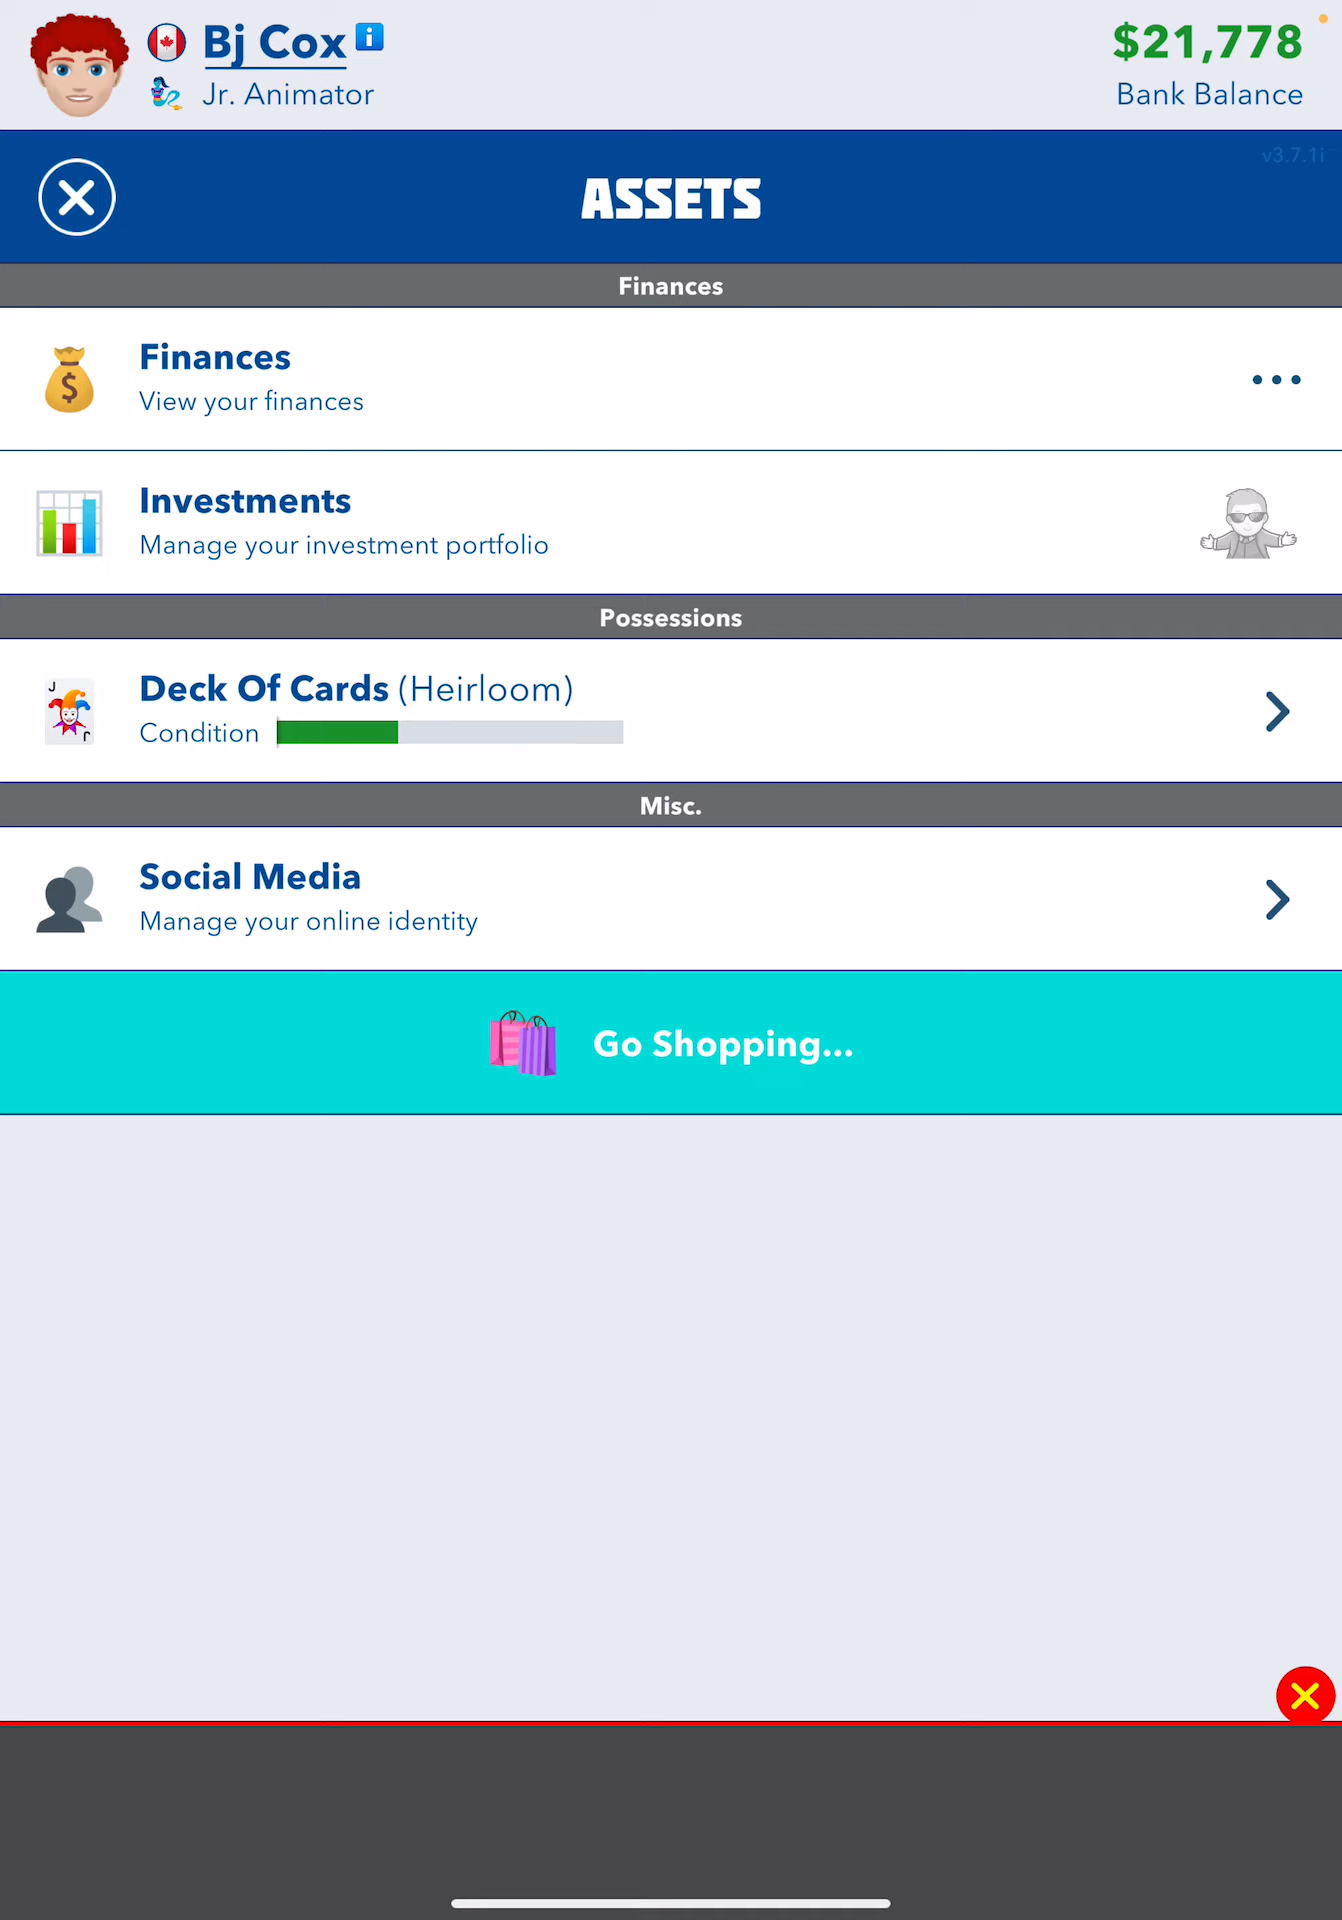 Bj Cox
Jr. Animator
$21,778
Bank Balance
v3.7.1i
ASSETS
Finances
Finances
View your finances
Investments
Manage your investment portfolio
Possessions
Deck Of Cards (Heirloom)
Condition
Misc.
Social Media
Manage your online identity
Go Shopping...